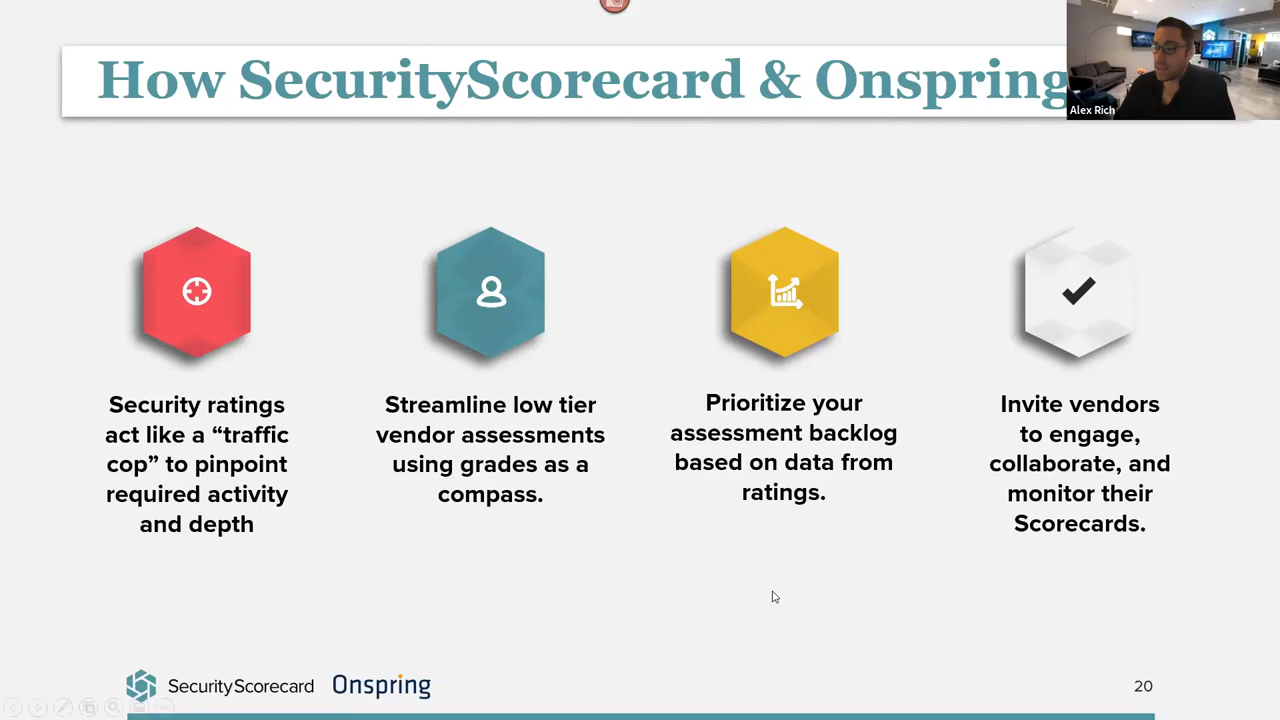 How SecurityScorecard & Onspring
Alex Rich
Security ratings
act like a “traffic
cop” to pinpoint
required activity
and depth
Streamline low tier
vendor assessments
using grades as a
compass.
Prioritize your
assessment backlog
based on data from
ratings.
Invite vendors
to engage,
collaborate, and
monitor their
Scorecards.
SecurityScorecard
Onspring
20